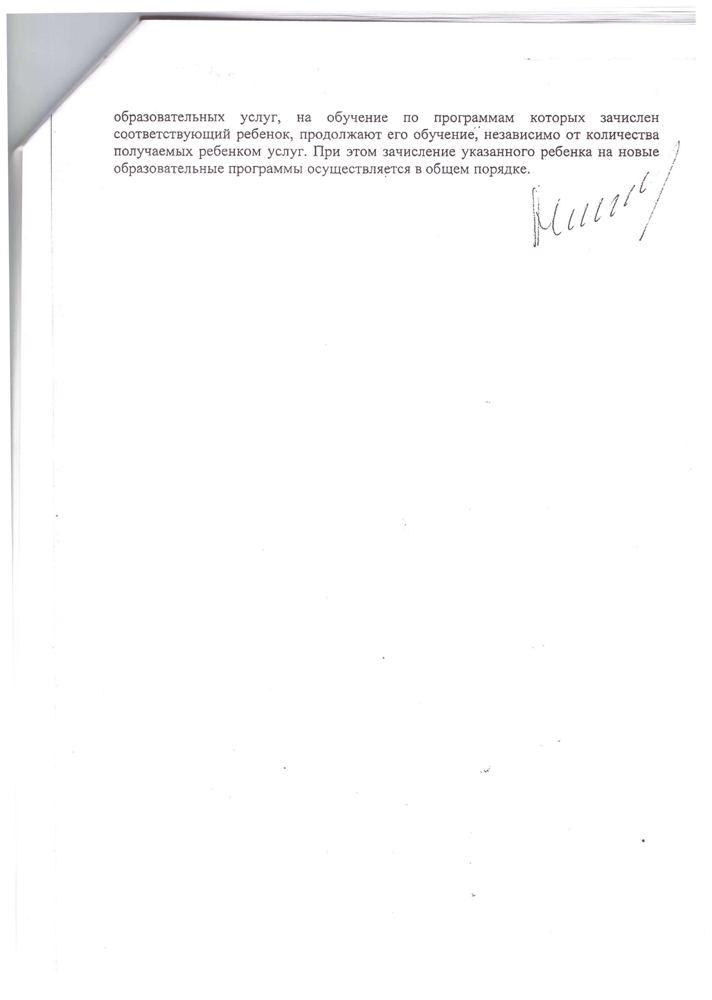 образовательных услуг, на обучение по программам которых зачислен
соответствующий ребенок, продолжают его обучение, независимо от количества
получаемых ребенком услуг. При этом зачисление указанного ребенка на новые
образовательные программы осуществляется в общем порядке.